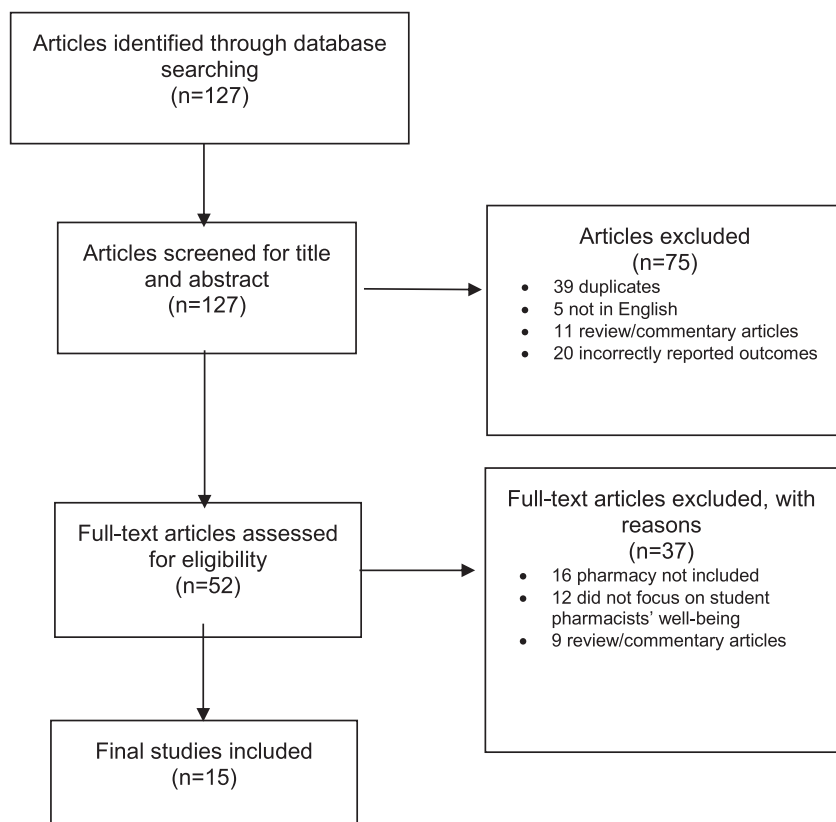 Articles identified through database
searching
(n=127)
Articles screened for title
and abstract
(n=127)
Articles excluded
(n=75)
• 39 duplicates
• 5 not in English
• 11 review/commentary articles
• 20 incorrectly reported outcomes
Full-text articles assessed
for eligibility
(n=52)
Full-text articles excluded, with
reasons
(n=37)
• 16 pharmacy not included
• 12 did not focus on student
pharmacists’ well-being
• 9 review/commentary articles
Final studies included
(n=15)